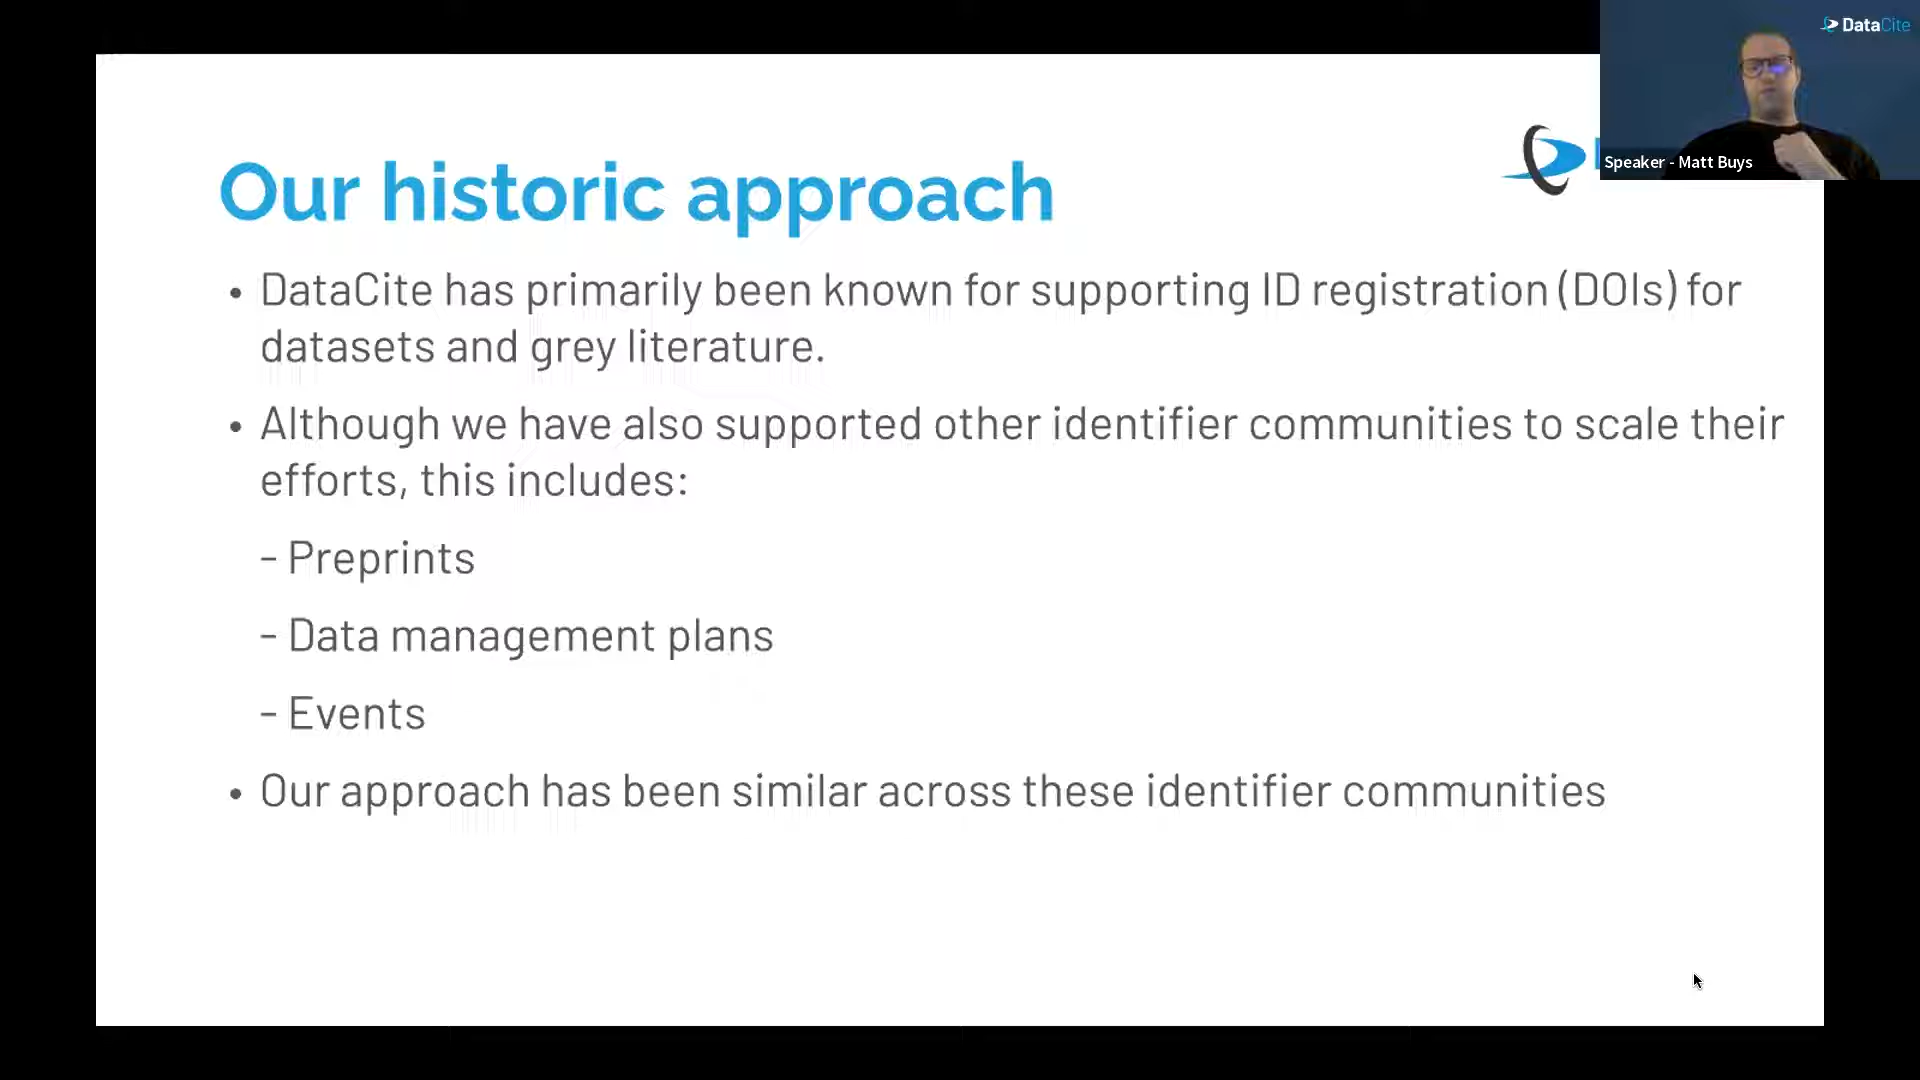 DataCite
Our historic approach
Speaker - Matt Buys
• DataCite has primarily been known for supporting ID registration (DOIs) for
datasets and grey literature.
• Although we have also supported other identifier communities to scale their
efforts, this includes:
- Preprints
- Data management plans
- Events
• Our approach has been similar across these identifier communities